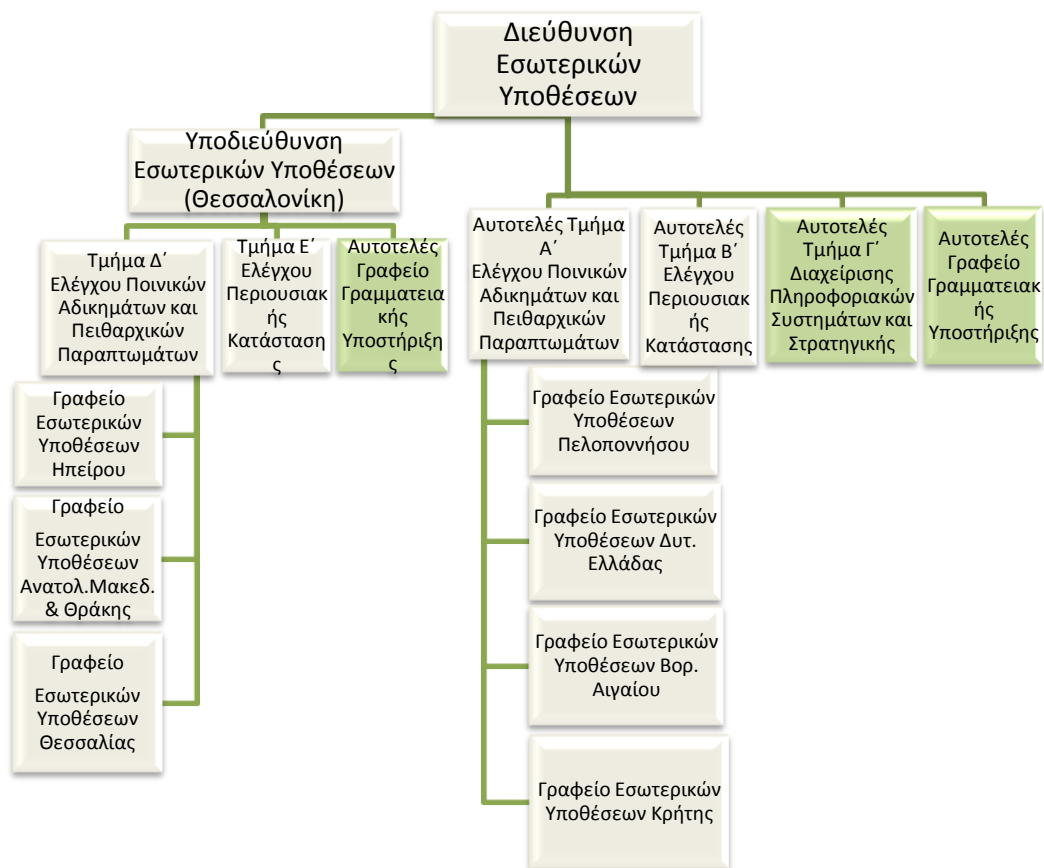 Διεύθυνση
Εσωτερικών
Υποθέσεων
Υποδιεύθυνση
Εσωτερικών Υποθέσεων
(Θεσσαλονίκη)
Τμήμα Δ΄
Ελέγχου Ποινικών
Αδικημάτων και
Πειθαρχικών
Παραπτωμάτων
Τμήμα Ε΄
Ελέγχου
Περιουσιακ
ής
Κατάσταση
ς
Αυτοτελές
Γραφείο
Γραμματεια
κής
Υποστήριξη
ς
Αυτοτελές Τμήμα
Α΄
Ελέγχου Ποινικών
Αδικημάτων και
Πειθαρχικών
Παραπτωμάτων
Αυτοτελές
Τμήμα Β΄
Ελέγχου
Περιουσιακ
ής
Κατάστασης
Αυτοτελές
Τμήμα Γ΄
Διαχείρισης
Πληροφοριακών
Συστημάτων και
Στρατηγικής
Αυτοτελές
Γραφείο
Γραμματειακ
ής
Υποστήριξης
Γραφείο
Εσωτερικών
Υποθέσεων
Ηπείρου
Γραφείο
Εσωτερικών
Υποθέσεων
Ανατολ.Μακεδ.
& Θράκης
Γραφείο
Εσωτερικών
Υποθέσεων
Θεσσαλίας
Γραφείο Εσωτερικών
Υποθέσεων
Πελοποννήσου
Γραφείο Εσωτερικών
Υποθέσεων Δυτ.
Ελλάδας
Γραφείο Εσωτερικών
Υποθέσεων Βορ.
Αιγαίου
Γραφείο Εσωτερικών
Υποθέσεων Κρήτης